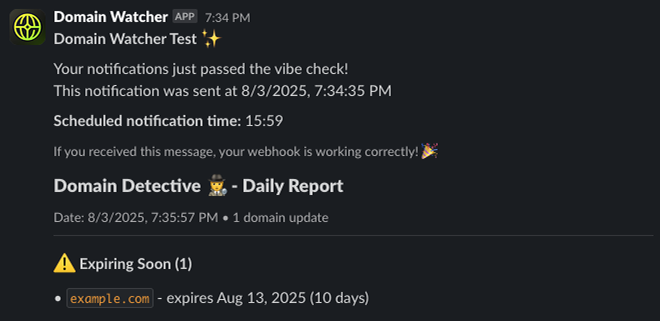 Domain Watcher APP 7:34 PM
Domain Watcher Test ✨
Your notifications just passed the vibe check!
This notification was sent at 8/3/2025, 7:34:35 PM
Scheduled notification time: 15:59
If you received this message, your webhook is working correctly! 🎉
Domain Detective 🕵️ - Daily Report
Date: 8/3/2025, 7:35:57 PM • 1 domain update
⚠️ Expiring Soon (1)
• example.com - expires Aug 13, 2025 (10 days)